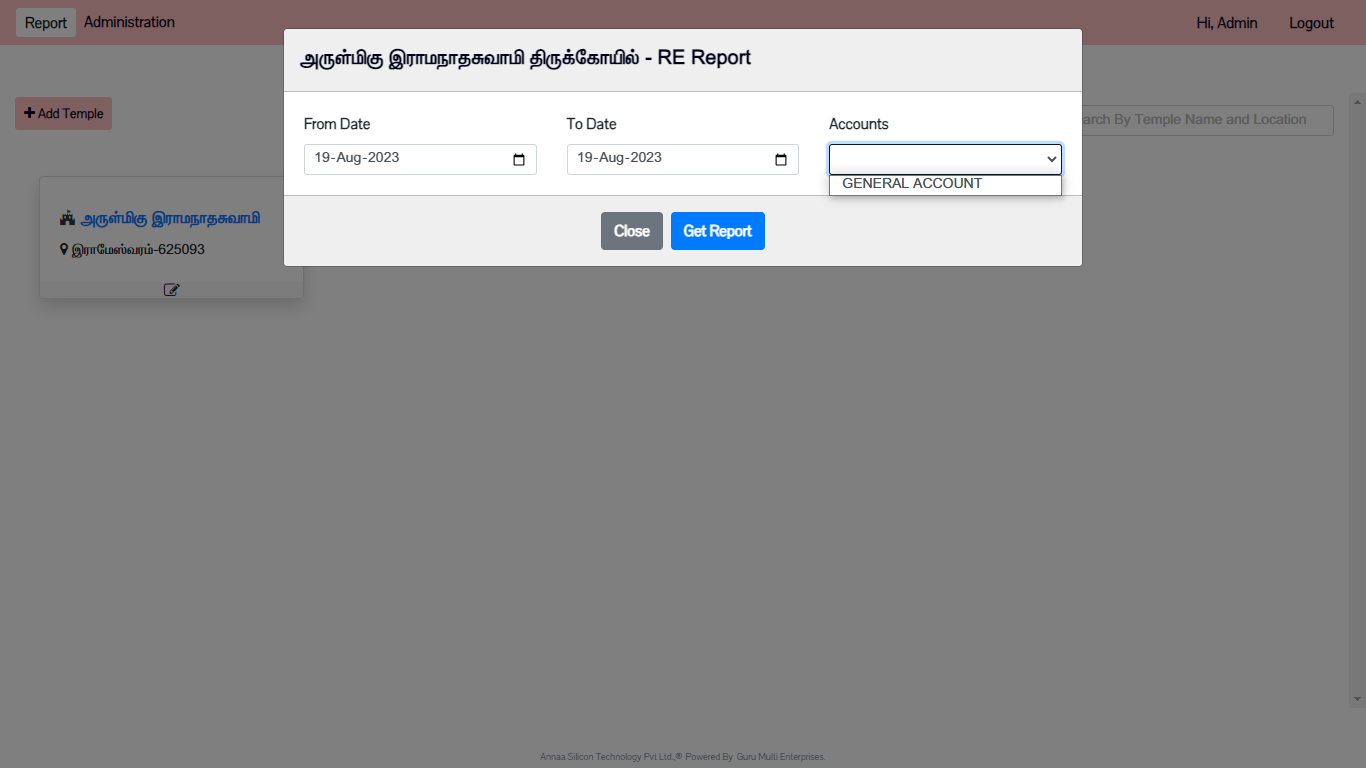 Report Administration Hi, Admin Logout
அருள்மிகு இராமநாதசுவாமி திருக்கோயில் - RE Report
Add Temple
By Temple Name and Location
From Date To Date Accounts
19-Aug-2023 19-Aug-2023
GENERAL ACCOUNT
அருள்மிகு இராமநாதசுவாமி
இராமேஸ்வரம்-625093
Close Get Report
Annaa Silicon Technology Pvt Ltd.,® Powered By Guru Multi Enterprises.